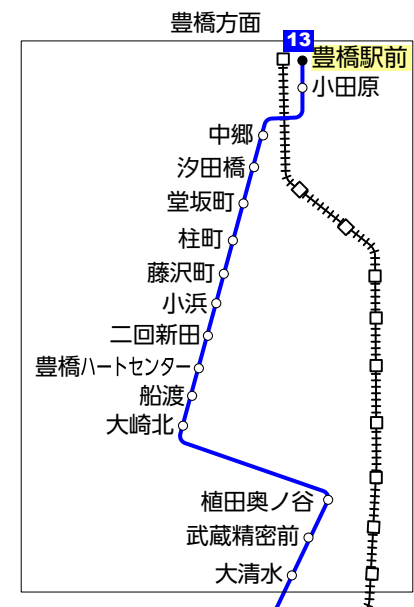 豊橋方面
13
豊橋駅前
小田原
中郷
汐田橋
堂坂町
柱町
藤沢町
小浜
二回新田
豊橋ハートセンター
船渡
大崎北
植田奥ノ谷
武蔵精密前
大清水